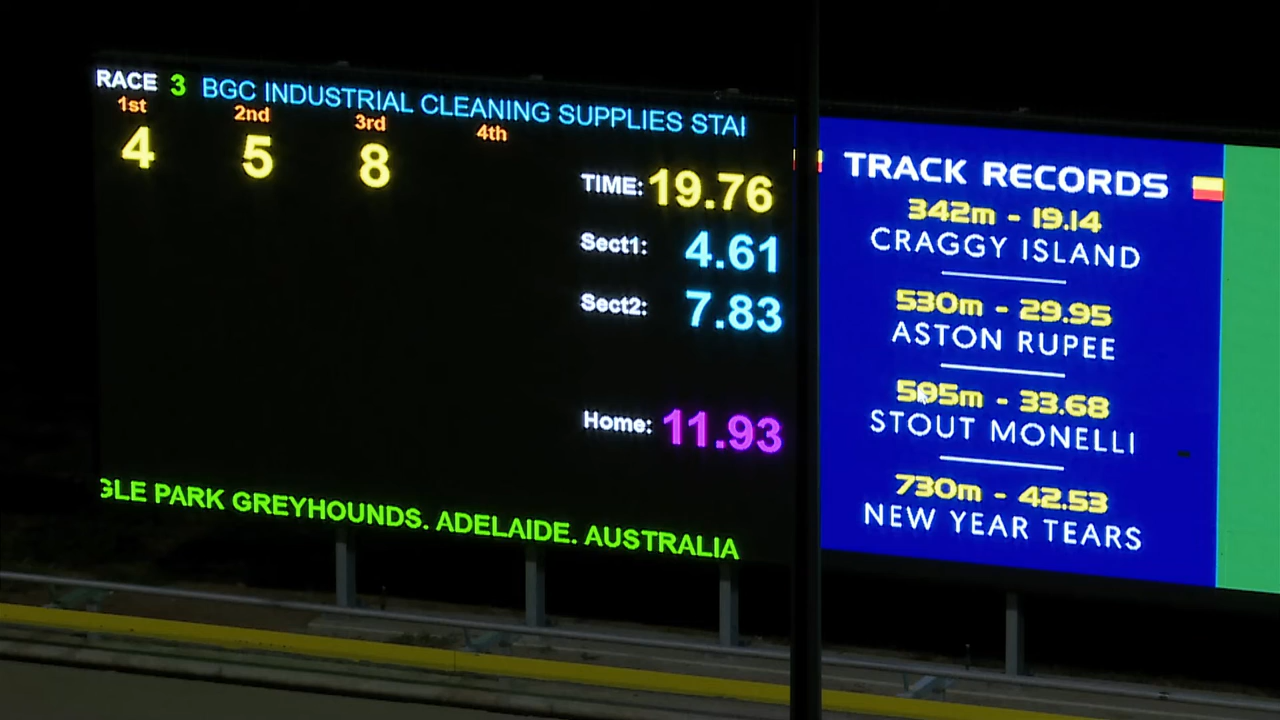 RACE 3 BGC INDUSTRIAL CLEANING SUPPLIES STAI
1st 2nd 3rd 4th
4 5 8
TIME: 19.76
Sect1: 4.61
Sect2: 7.83
Home: 11.93
GLE PARK GREYHOUNDS. ADELAIDE. AUSTRALIA
TRACK RECORDS
342m - 19.14
CRAGGY ISLAND
530m - 29.95
ASTON RUPEE
595m - 33.68
STOUT MONELLI
730m - 42.53
NEW YEAR TEARS